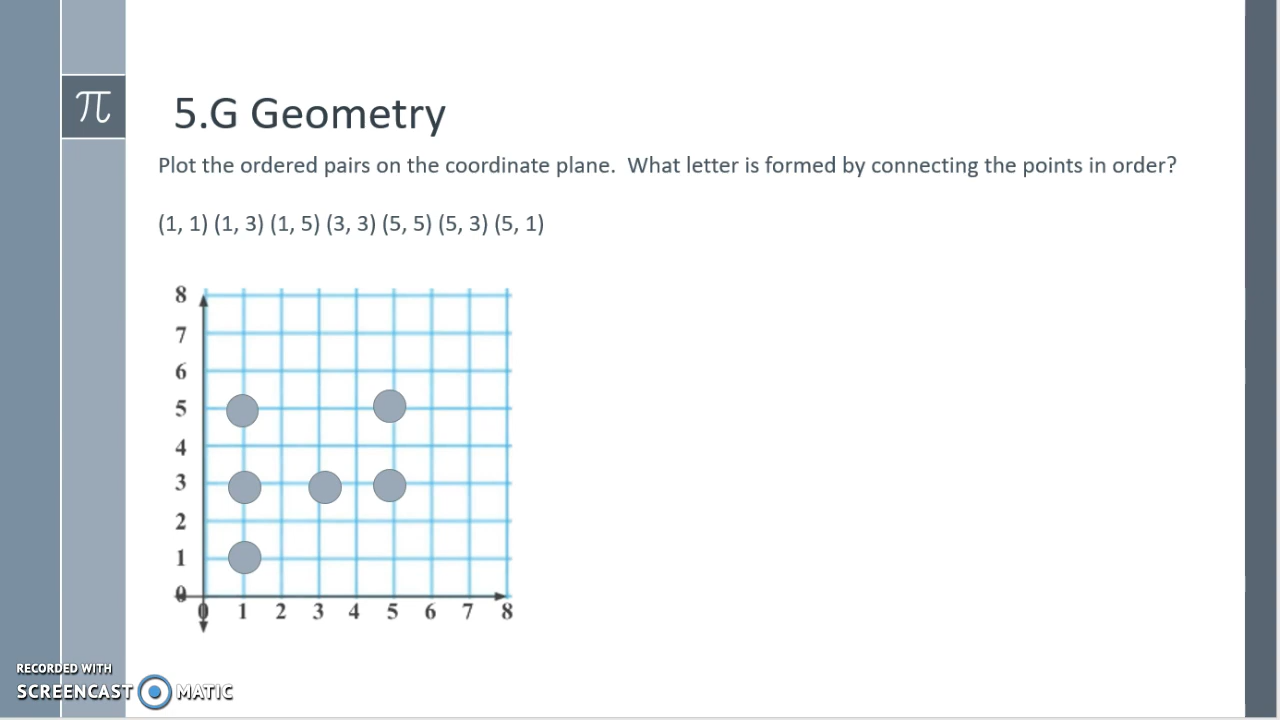 π
5.G Geometry
Plot the ordered pairs on the coordinate plane.  What letter is formed by connecting the points in order?
(1, 1) (1, 3) (1, 5) (3, 3) (5, 5) (5, 3) (5, 1)
8
7
6
5
4
3
2
1
0
0 1 2 3 4 5 6 7 8
RECORDED WITH
SCREENCAST MATIC